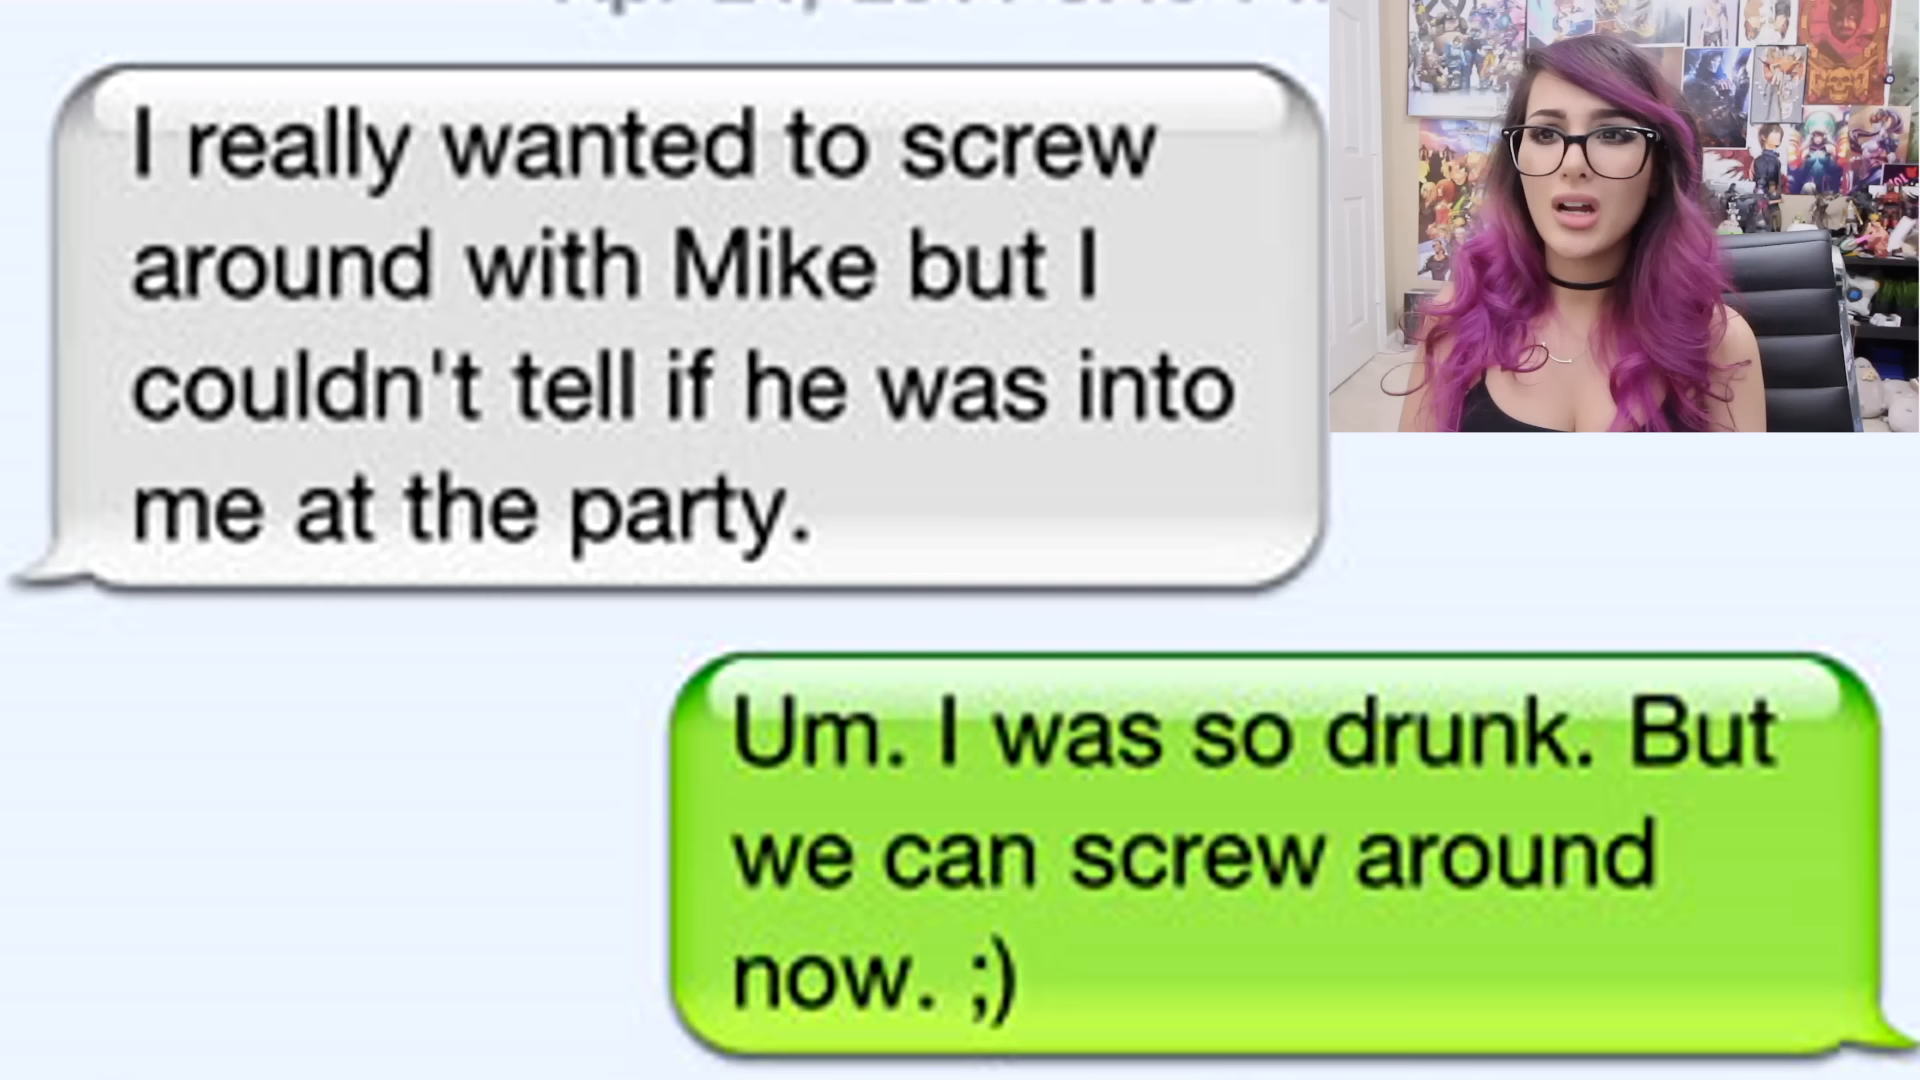 I really wanted to screw
around with Mike but I
couldn't tell if he was into
me at the party.
Um. I was so drunk. But
we can screw around
now. ;)